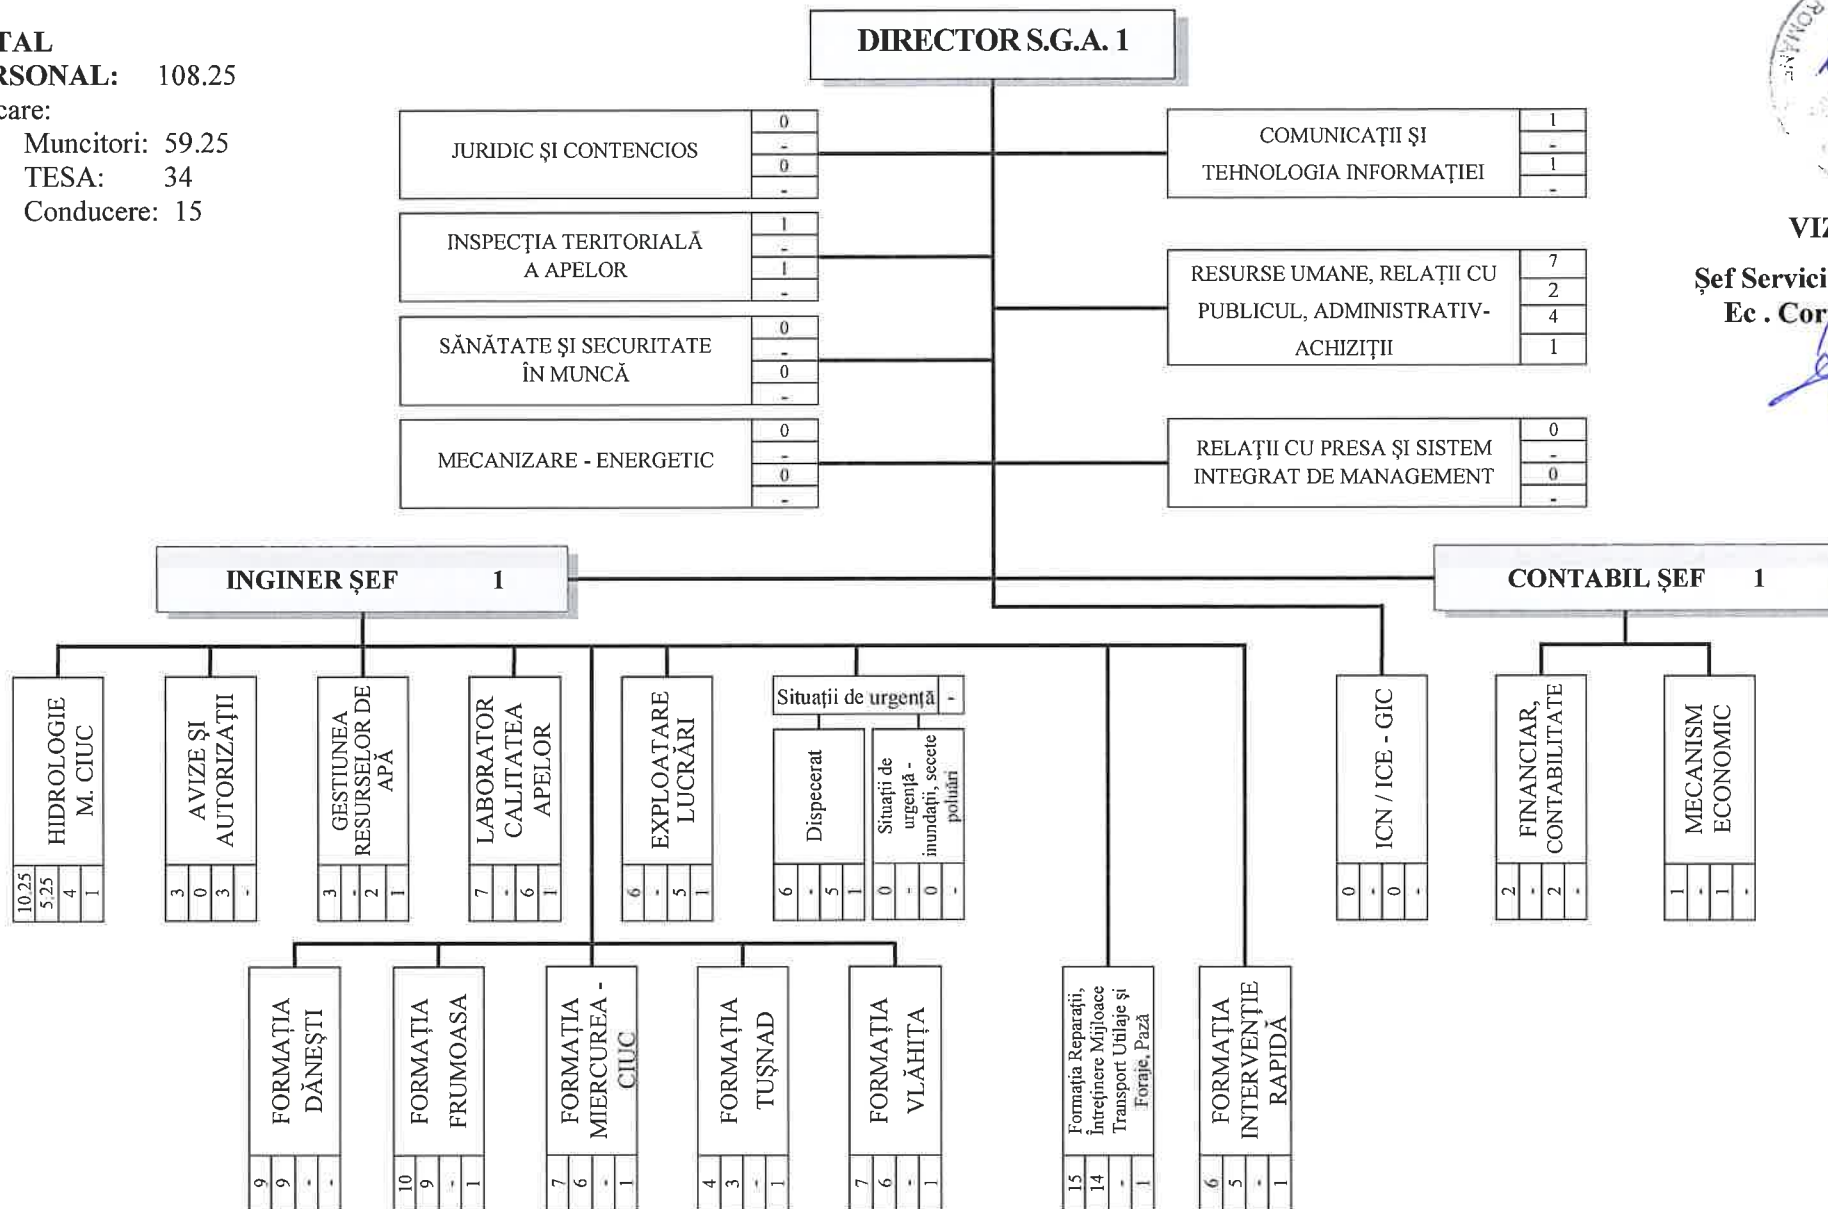 TAL
RSONAL: 108.25
care:
Muncitori: 59.25
TESA: 34
Conducere: 15
DIRECTOR S.G.A. 1
ROMÂNE
VIZ
Șef Servici
Ec . Cor
JURIDIC ȘI CONTENCIOS
0
-
0
-
COMUNICAȚII ȘI
TEHNOLOGIA INFORMAȚIEI
1
-
1
-
INSPECȚIA TERITORIALĂ
A APELOR
1
-
1
-
RESURSE UMANE, RELAȚII CU
PUBLICUL, ADMINISTRATIV-
ACHIZIȚII
7
2
4
1
SĂNĂTATE ȘI SECURITATE
ÎN MUNCĂ
0
-
0
-
MECANIZARE - ENERGETIC
0
-
0
-
RELAȚII CU PRESA ȘI SISTEM
INTEGRAT DE MANAGEMENT
0
-
0
-
INGINER ȘEF 1
CONTABIL ȘEF 1
HIDROLOGIE
M. CIUC
10.25
5.25
4
1
AVIZE ȘI
AUTORIZAȚII
3
0
3
-
GESTIUNEA
RESURSELOR DE
APĂ
3
-
2
1
LABORATOR
CALITATEA
APELOR
7
-
6
1
EXPLOATARE
LUCRĂRI
6
-
5
1
Situații de urgență -
Dispecerat
6
-
5
1
Situații de
urgență -
inundații, secete
poluări
0
-
0
-
ICN / ICE - GIC
0
-
0
-
FINANCIAR,
CONTABILITATE
2
-
2
-
MECANISM
ECONOMIC
1
-
1
-
FORMAȚIA
DĂNEȘTI
9
9
-
-
FORMAȚIA
FRUMOASA
10
9
-
1
FORMAȚIA
MIERCUREA -
CIUC
7
6
-
1
FORMAȚIA
TUȘNAD
4
3
-
1
FORMAȚIA
VLĂHIȚA
7
6
-
1
Formația Reparații,
Întreținere Mijloace
Transport Utilaje și
Foraje, Pază
15
14
-
1
FORMAȚIA
INTERVENȚIE
RAPIDĂ
6
5
-
1